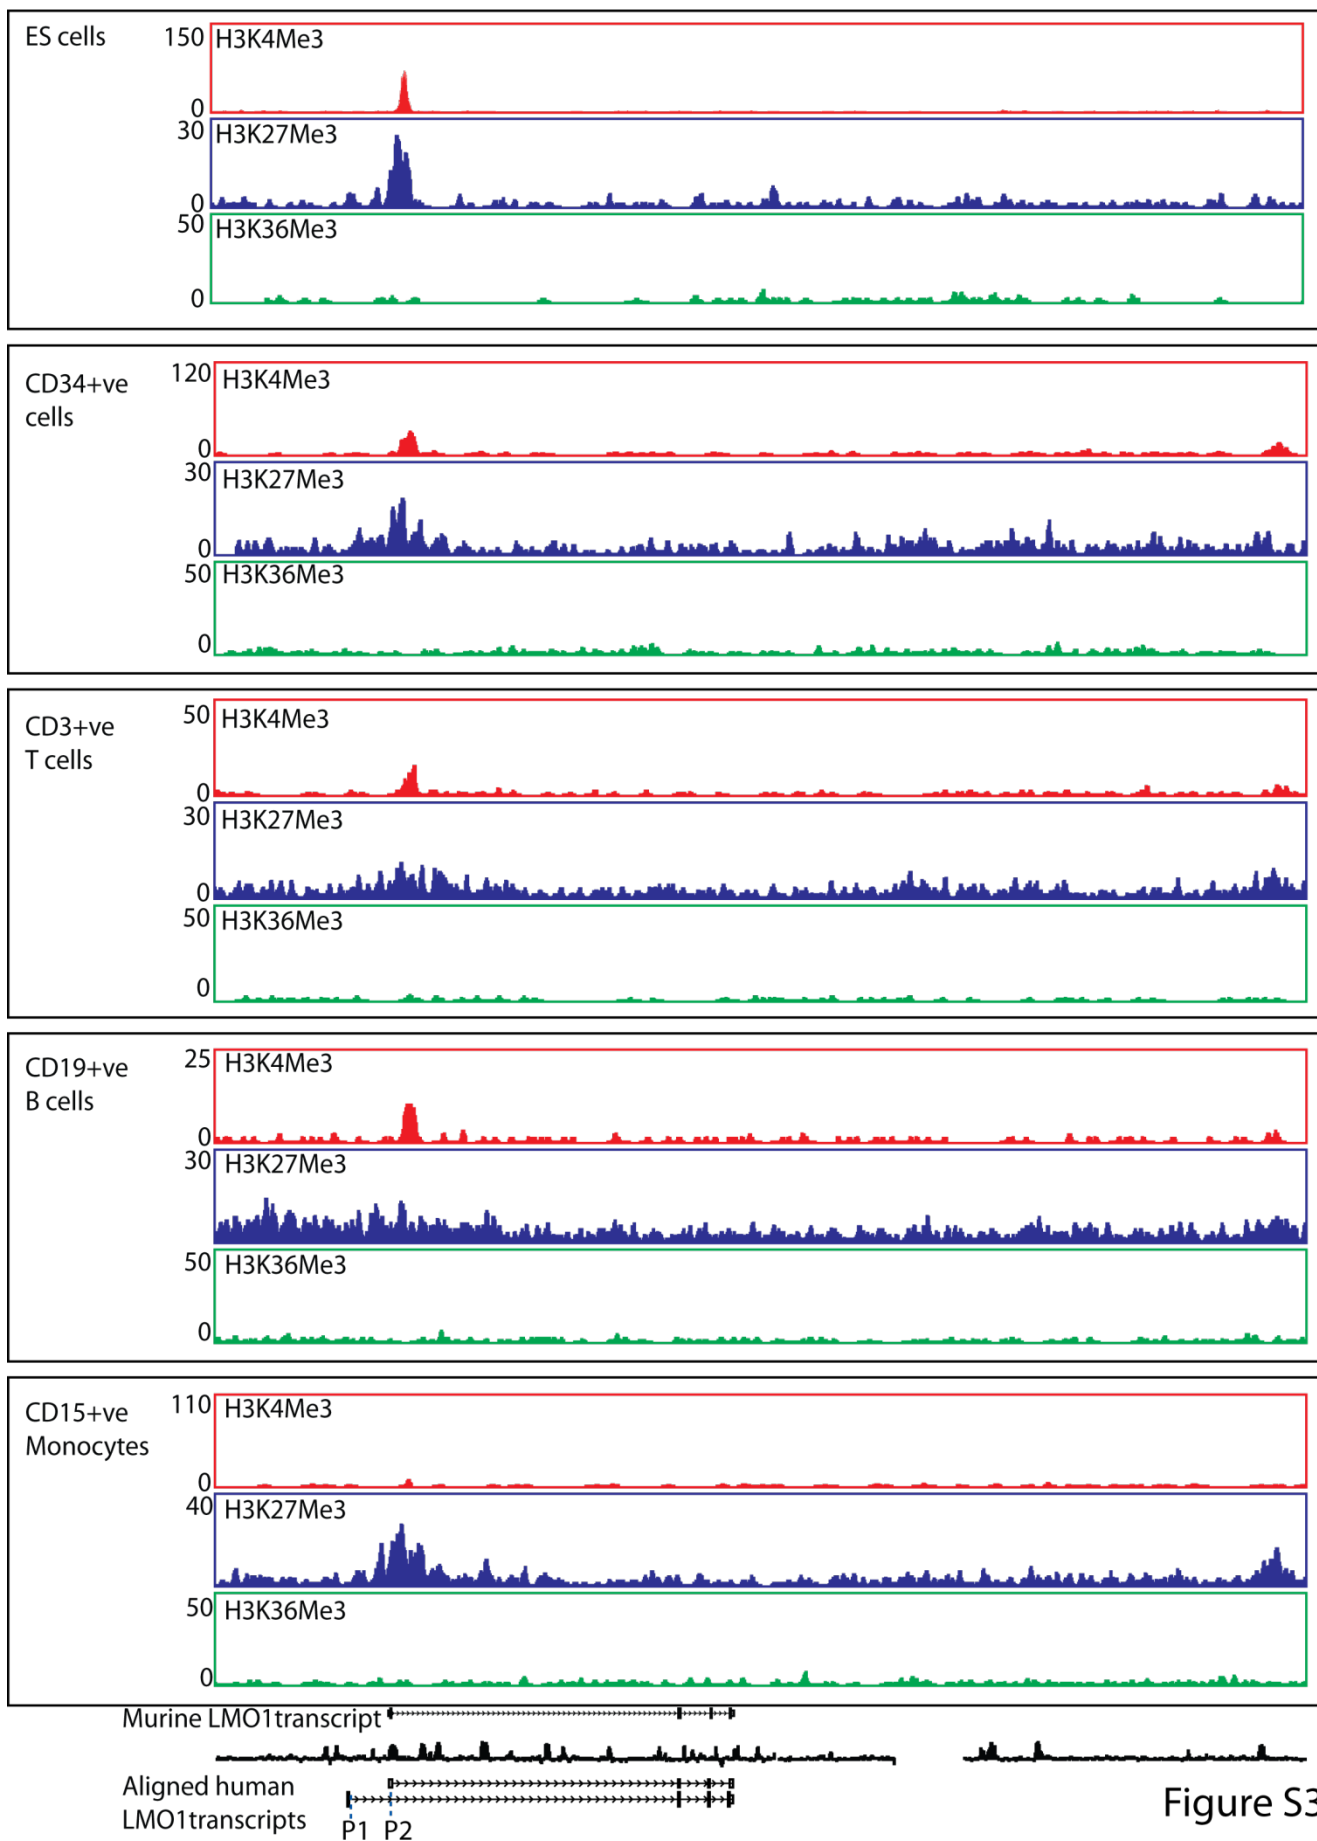 ES cells
150 H3K4Me3
0
30 H3K27Me3
0
50 H3K36Me3
0
CD34+ve
cells
120 H3K4Me3
0
30 H3K27Me3
0
50 H3K36Me3
0
CD3+ve
T cells
50 H3K4Me3
0
30 H3K27Me3
0
50 H3K36Me3
0
CD19+ve
B cells
25 H3K4Me3
0
30 H3K27Me3
0
50 H3K36Me3
0
CD15+ve
Monocytes
110 H3K4Me3
0
40 H3K27Me3
0
50 H3K36Me3
0
Murine LMO1transcript
Aligned human
LMO1transcripts
P1 P2
Figure S3